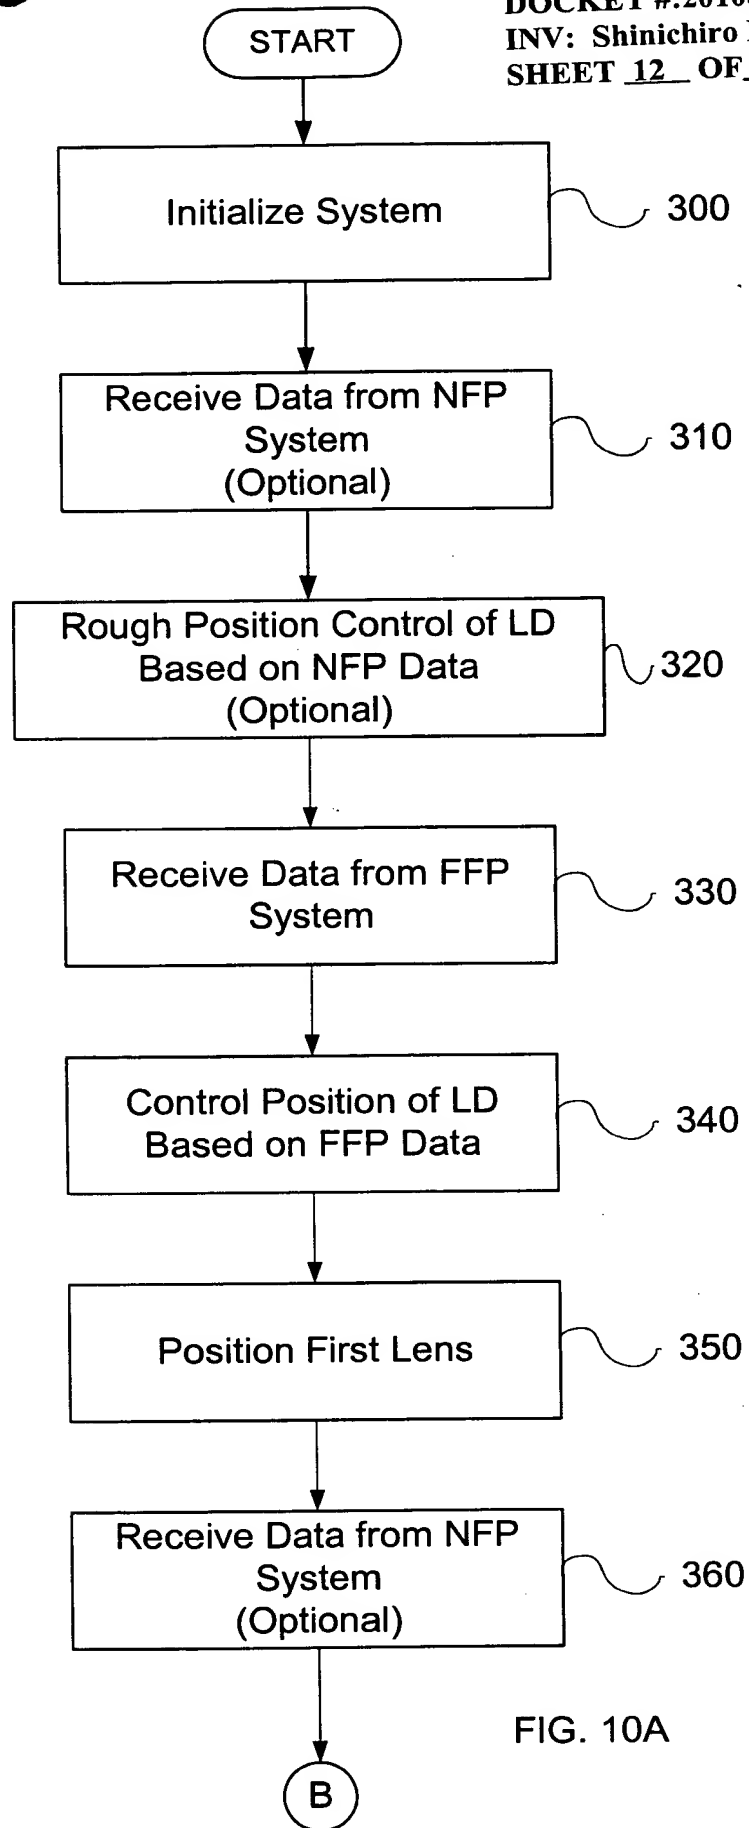 INV: Shinichiro
SHEET 12 OF
START
Initialize System
300
Receive Data from NFP
System
(Optional)
310
Rough Position Control of LD
Based on NFP Data
(Optional)
320
Receive Data from FFP
System
330
Control Position of LD
Based on FFP Data
340
Position First Lens
350
Receive Data from NFP
System
(Optional)
360
FIG. 10A
B